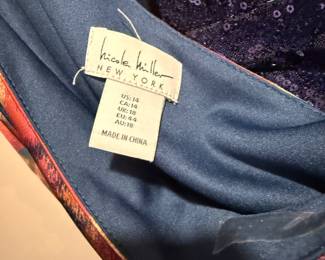 Nicole Miller
NEW YORK
US:14
CA:14
UK:18
EU:44
AU:18
MADE IN CHINA